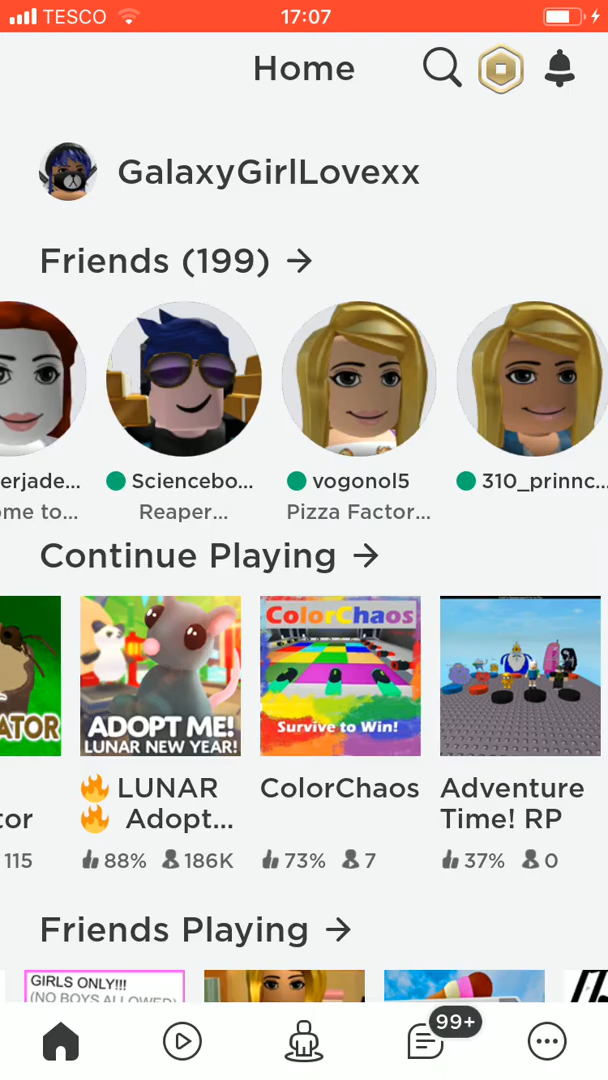 TESCO 17:07
Home
GalaxyGirlLovexx
Friends (199) →
erjade... Sciencebo... vogonol5 310_prinnc...
ome to... Reaper... Pizza Factor...
Continue Playing →
ATOR
ADOPT ME!
LUNAR NEW YEAR!
ColorChaos
Survive to Win!
tor
🔥 LUNAR
🔥 Adopt...
ColorChaos
Adventure
Time! RP
115 88% 186K 73% 7 37% 0
Friends Playing →
GIRLS ONLY!!!
(NO BOYS ALLOWED)
99+